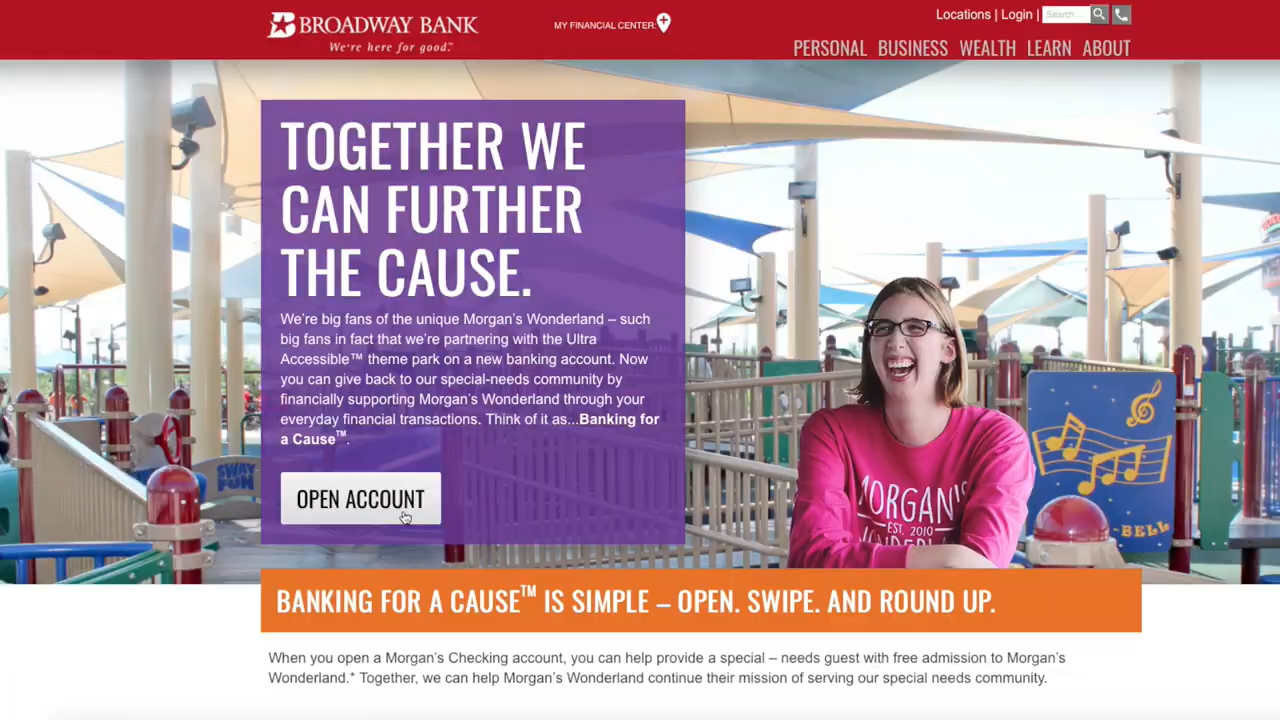 BROADWAY BANK
We're here for good.™
MY FINANCIAL CENTER:
Locations | Login |
Search...
PERSONAL BUSINESS WEALTH LEARN ABOUT
TOGETHER WE
CAN FURTHER
THE CAUSE.
We're big fans of the unique Morgan's Wonderland – such
big fans in fact that we're partnering with the Ultra
Accessible™ theme park on a new banking account. Now
you can give back to our special-needs community by
financially supporting Morgan's Wonderland through your
everyday financial transactions. Think of it as...Banking for
a Cause™.
OPEN ACCOUNT
SWAY
FUN
MORGAN'S
EST. 2010
WONDERLAND
-BELL
BANKING FOR A CAUSE™ IS SIMPLE – OPEN. SWIPE. AND ROUND UP.
When you open a Morgan's Checking account, you can help provide a special – needs guest with free admission to Morgan's
Wonderland.* Together, we can help Morgan's Wonderland continue their mission of serving our special needs community.